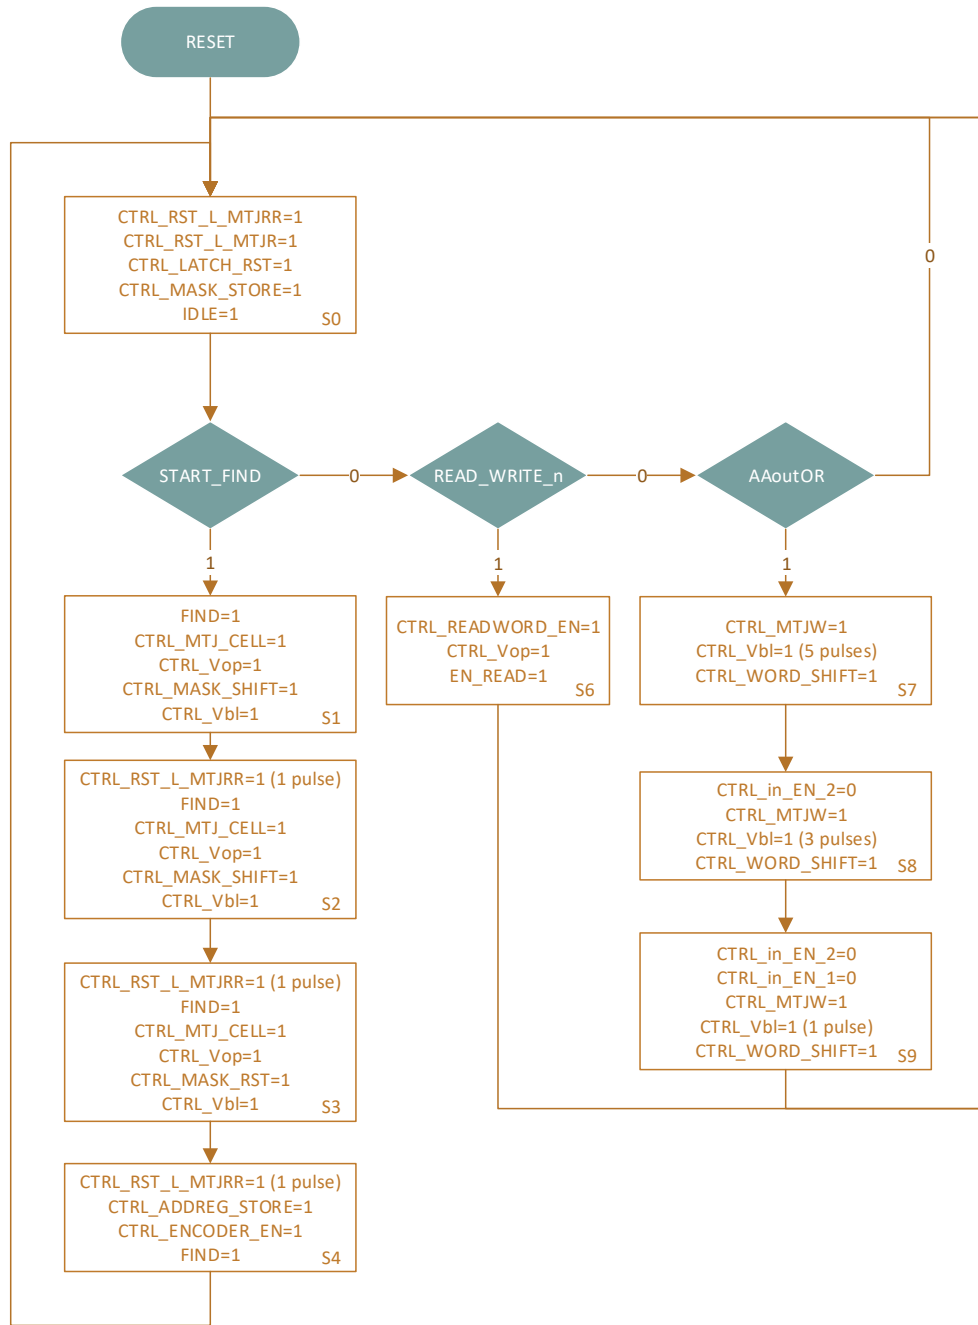 RESET
CTRL_RST_L_MTJRR=1
CTRL_RST_L_MTJR=1
CTRL_LATCH_RST=1
CTRL_MASK_STORE=1
IDLE=1
S0
0
START_FIND
0
READ_WRITE_n
0
AAoutOR
1
1
1
FIND=1
CTRL_MTJ_CELL=1
CTRL_Vop=1
CTRL_MASK_SHIFT=1
CTRL_Vbl=1
S1
CTRL_READWORD_EN=1
CTRL_Vop=1
EN_READ=1
S6
CTRL_MTJW=1
CTRL_Vbl=1 (5 pulses)
CTRL_WORD_SHIFT=1
S7
CTRL_RST_L_MTJRR=1 (1 pulse)
FIND=1
CTRL_MTJ_CELL=1
CTRL_Vop=1
CTRL_MASK_SHIFT=1
CTRL_Vbl=1
S2
CTRL_in_EN_2=0
CTRL_MTJW=1
CTRL_Vbl=1 (3 pulses)
CTRL_WORD_SHIFT=1
S8
CTRL_RST_L_MTJRR=1 (1 pulse)
FIND=1
CTRL_MTJ_CELL=1
CTRL_Vop=1
CTRL_MASK_RST=1
CTRL_Vbl=1
S3
CTRL_in_EN_2=0
CTRL_in_EN_1=0
CTRL_MTJW=1
CTRL_Vbl=1 (1 pulse)
CTRL_WORD_SHIFT=1
S9
CTRL_RST_L_MTJRR=1 (1 pulse)
CTRL_ADDREG_STORE=1
CTRL_ENCODER_EN=1
FIND=1
S4